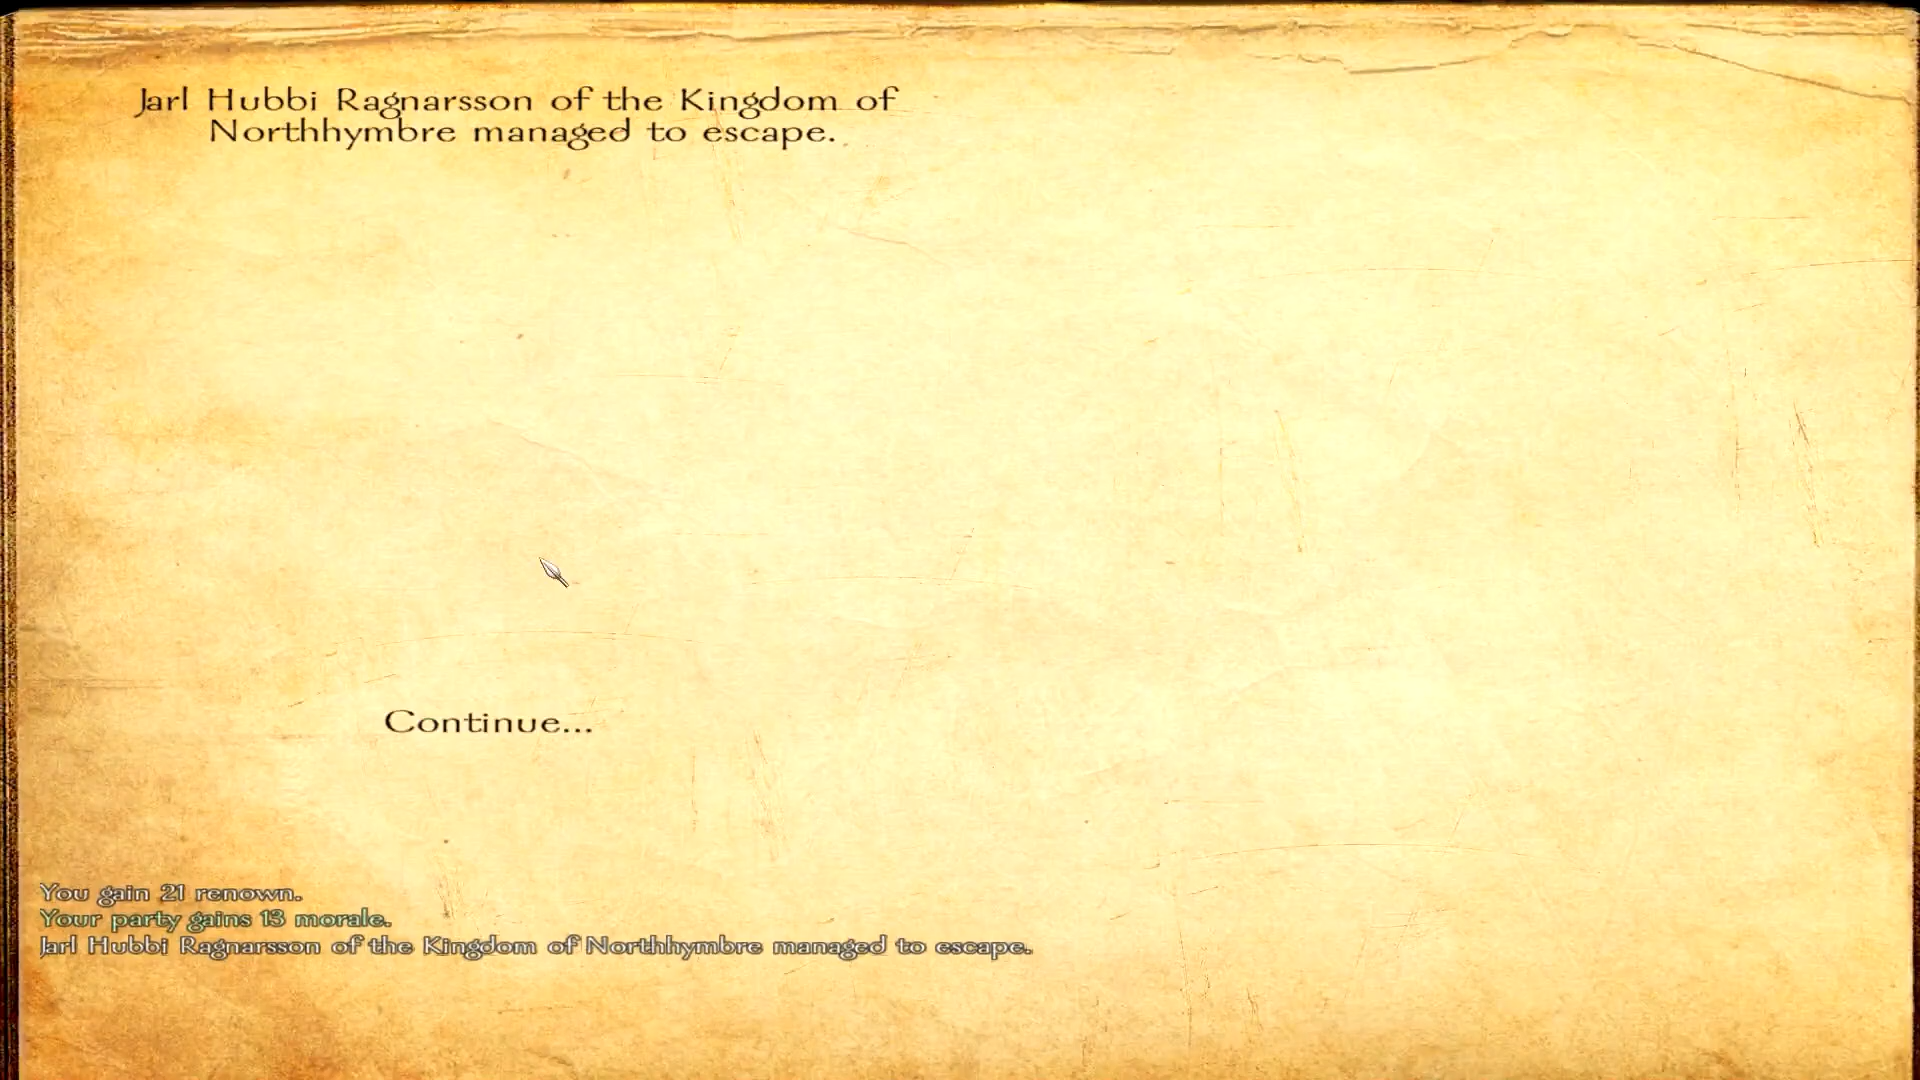 Jarl Hubbi Ragnarsson of the Kingdom of
Northhymbre managed to escape.
Continue...
You gain 21 renown.
Your party gains 13 morale.
Jarl Hubbi Ragnarsson of the Kingdom of Northhymbre managed to escape.